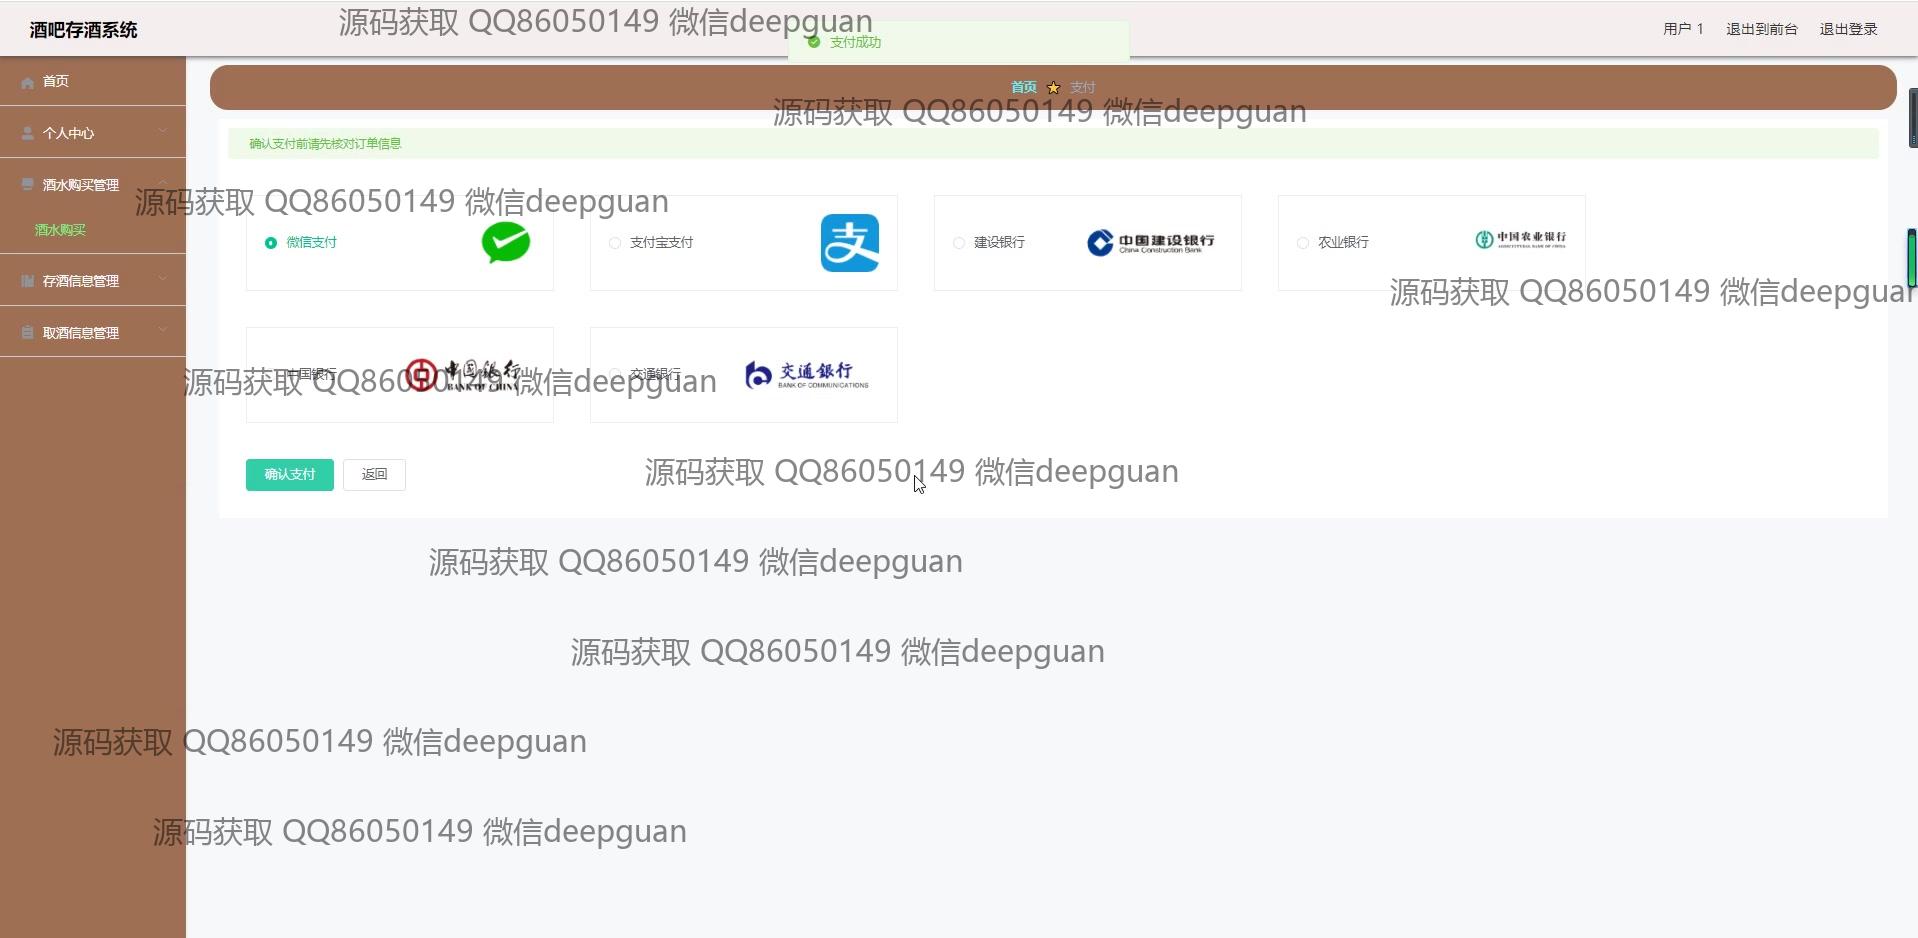 酒吧存酒系统
源码获取 QQ86050149 微信deepguan
支付成功
用户 1
退出到前台
退出登录
首页
个人中心
酒水购买管理
酒水购买
存酒信息管理
取酒信息管理
首页 支付
源码获取 QQ86050149 微信deepguan
确认支付前请先核对订单信息
源码获取 QQ86050149 微信deepguan
微信支付
支付宝支付
支
建设银行
中国建设银行
China Construction Bank
农业银行
中国农业银行
AGRICULTURAL BANK OF CHINA
源码获取 QQ86050149 微信deepguan
中国银行
中国银行
BANK OF CHINA
交通银行
交通銀行
BANK OF COMMUNICATIONS
源码获取 QQ86050149 微信deepguan
确认支付
返回
源码获取 QQ86050149 微信deepguan
源码获取 QQ86050149 微信deepguan
源码获取 QQ86050149 微信deepguan
源码获取 QQ86050149 微信deepguan
源码获取 QQ86050149 微信deepguan